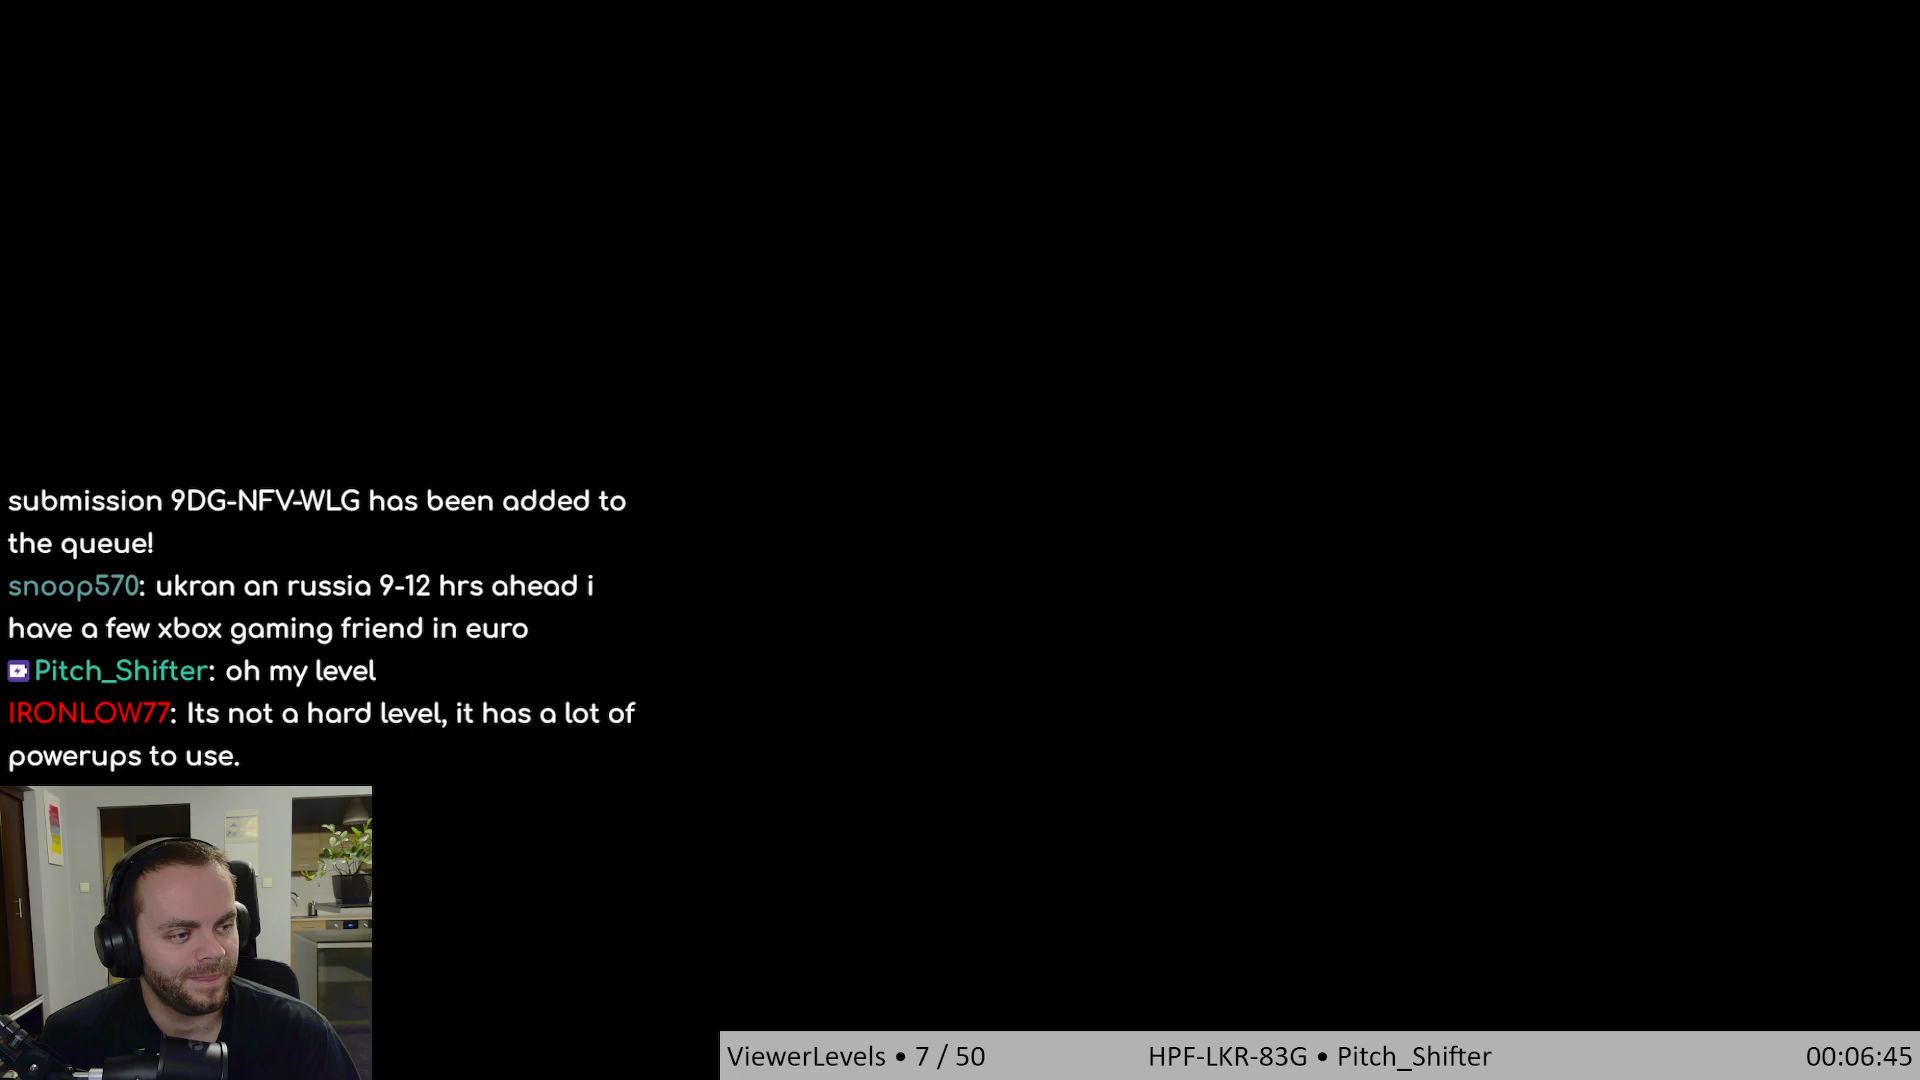 submission 9DG-NFV-WLG has been added to
the queue!
snoop570: ukran an russia 9-12 hrs ahead i
have a few xbox gaming friend in euro
Pitch_Shifter: oh my level
IRONLOW77: Its not a hard level, it has a lot of
powerups to use.
ViewerLevels • 7 / 50 HPF-LKR-83G • Pitch_Shifter 00:06:45